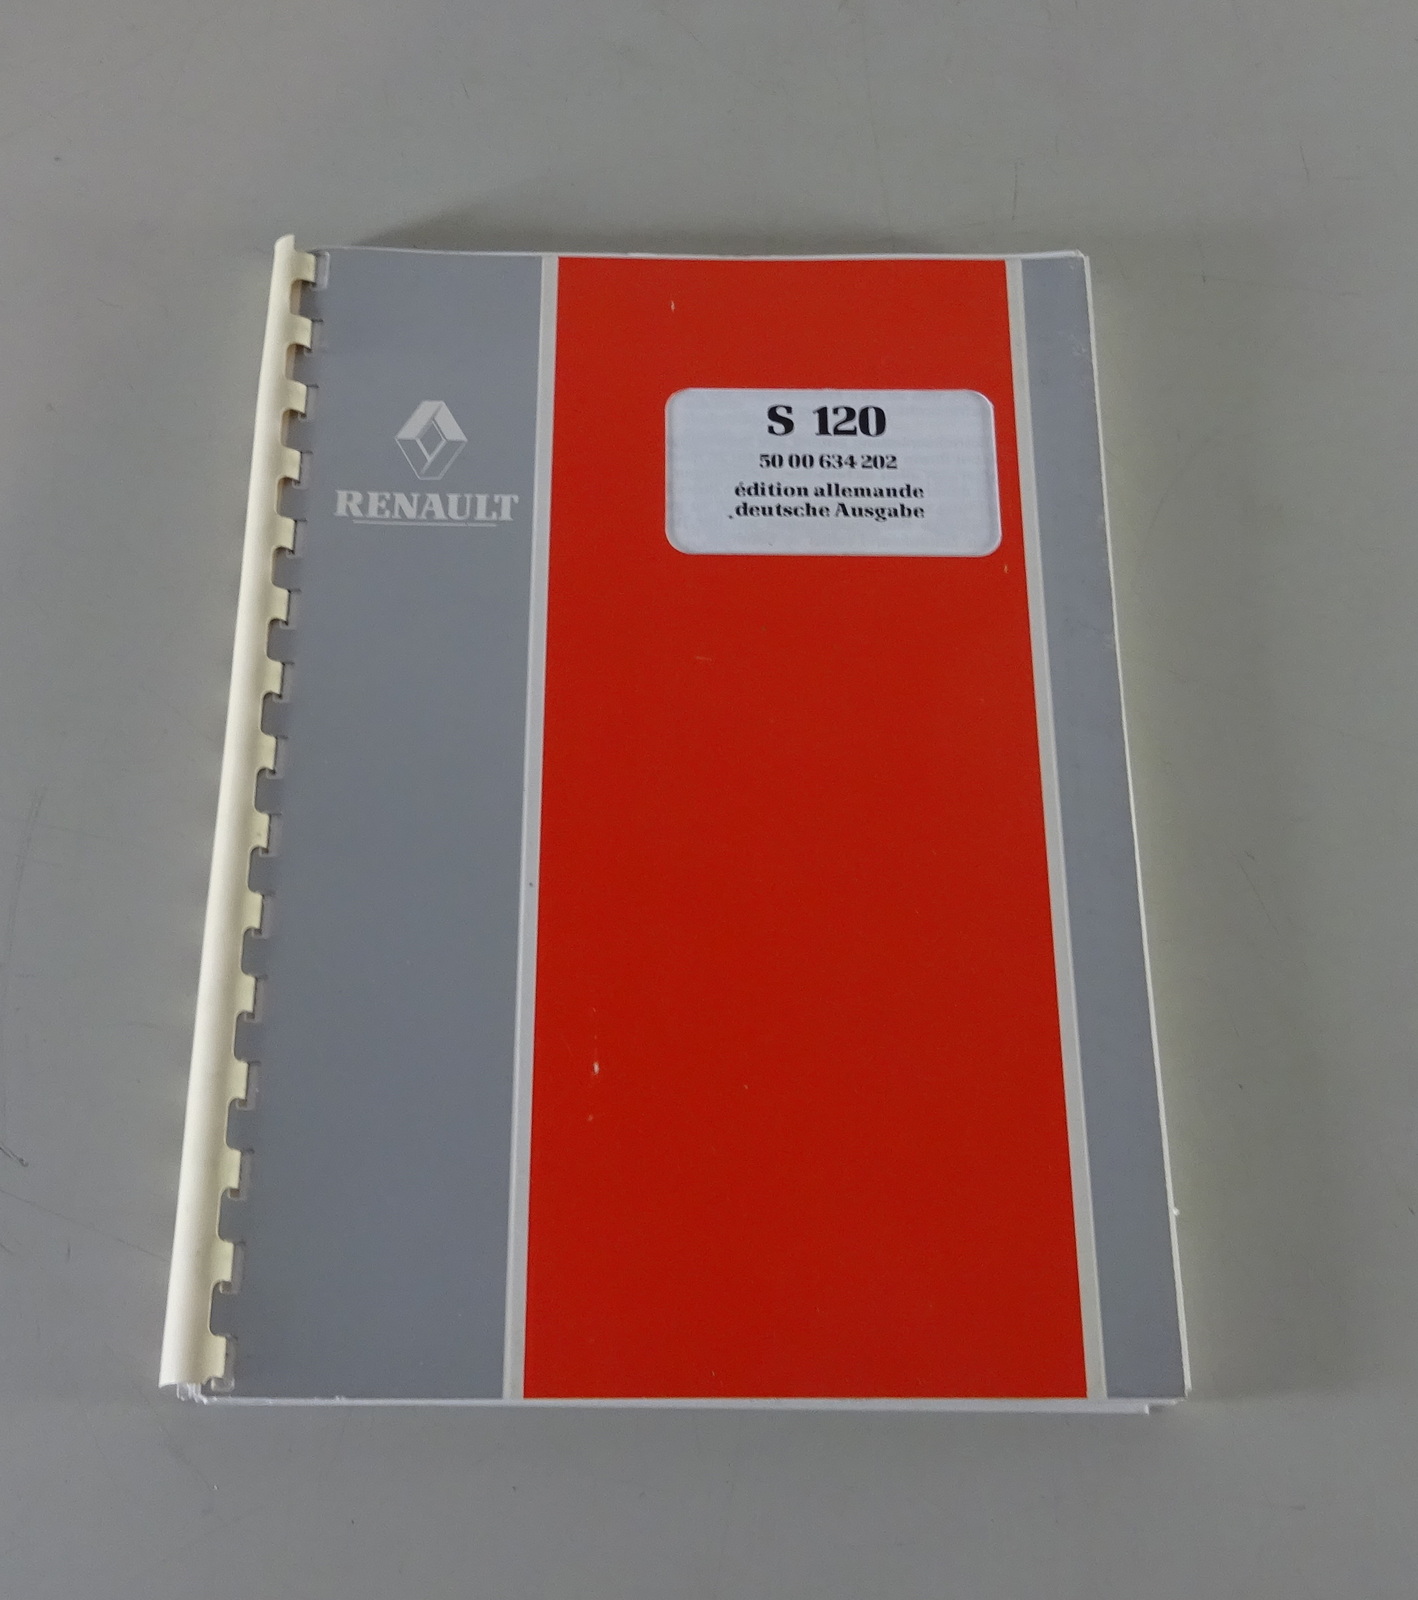 RENAULT
S 120
50 00 634 202
édition allemande
deutsche Ausgabe